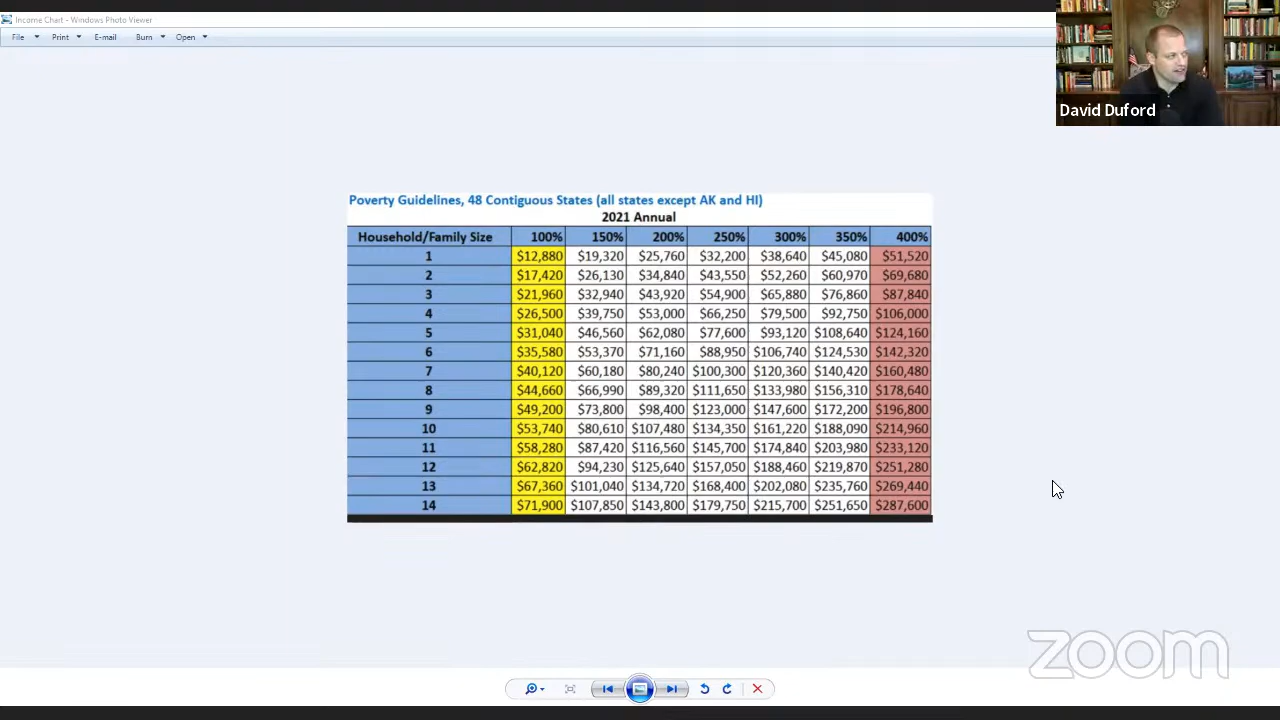 Income Chart - Windows Photo Viewer
File Print E-mail Burn Open
David Duford
Poverty Guidelines, 48 Contiguous States (all states except AK and HI)
2021 Annual
Household/Family Size 100% 150% 200% 250% 300% 350% 400%
1 $12,880 $19,320 $25,760 $32,200 $38,640 $45,080 $51,520
2 $17,420 $26,130 $34,840 $43,550 $52,260 $60,970 $69,680
3 $21,960 $32,940 $43,920 $54,900 $65,880 $76,860 $87,840
4 $26,500 $39,750 $53,000 $66,250 $79,500 $92,750 $106,000
5 $31,040 $46,560 $62,080 $77,600 $93,120 $108,640 $124,160
6 $35,580 $53,370 $71,160 $88,950 $106,740 $124,530 $142,320
7 $40,120 $60,180 $80,240 $100,300 $120,360 $140,420 $160,480
8 $44,660 $66,990 $89,320 $111,650 $133,980 $156,310 $178,640
9 $49,200 $73,800 $98,400 $123,000 $147,600 $172,200 $196,800
10 $53,740 $80,610 $107,480 $134,350 $161,220 $188,090 $214,960
11 $58,280 $87,420 $116,560 $145,700 $174,840 $203,980 $233,120
12 $62,820 $94,230 $125,640 $157,050 $188,460 $219,870 $251,280
13 $67,360 $101,040 $134,720 $168,400 $202,080 $235,760 $269,440
14 $71,900 $107,850 $143,800 $179,750 $215,700 $251,650 $287,600
zoom